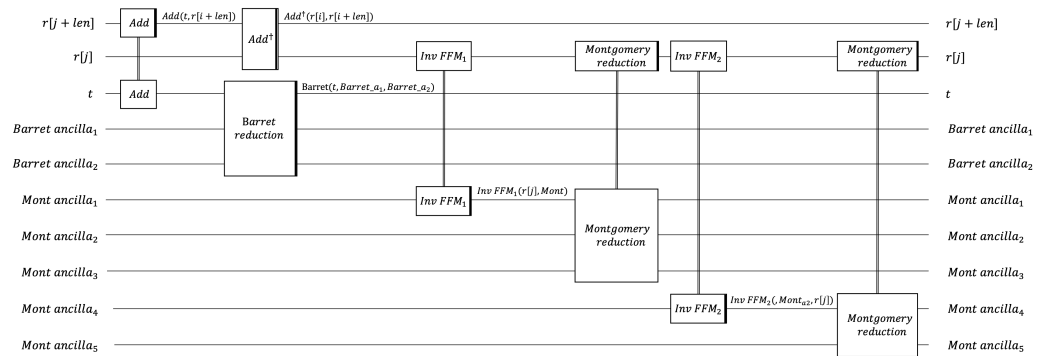 r[j + len] Add Add(t, r[i + len]) Add†(r[i], r[i + len]) r[j + len]
Add†
r[j] Inv FFM₁ Montgomery reduction Inv FFM₂ Montgomery reduction r[j]
t Add Barret(t, Barret_a₁, Barret_a₂) t
Barret reduction
Barret ancilla₁ Barret ancilla₁
Barret ancilla₂ Barret ancilla₂
Mont ancilla₁ Inv FFM₁ Inv FFM₁(r[j], Mont) Mont ancilla₁
Mont ancilla₂ Montgomery reduction Mont ancilla₂
Mont ancilla₃ Mont ancilla₃
Mont ancilla₄ Inv FFM₂ Inv FFM₂(, Montₐ₂, r[j]) Mont ancilla₄
Montgomery reduction
Mont ancilla₅ Mont ancilla₅